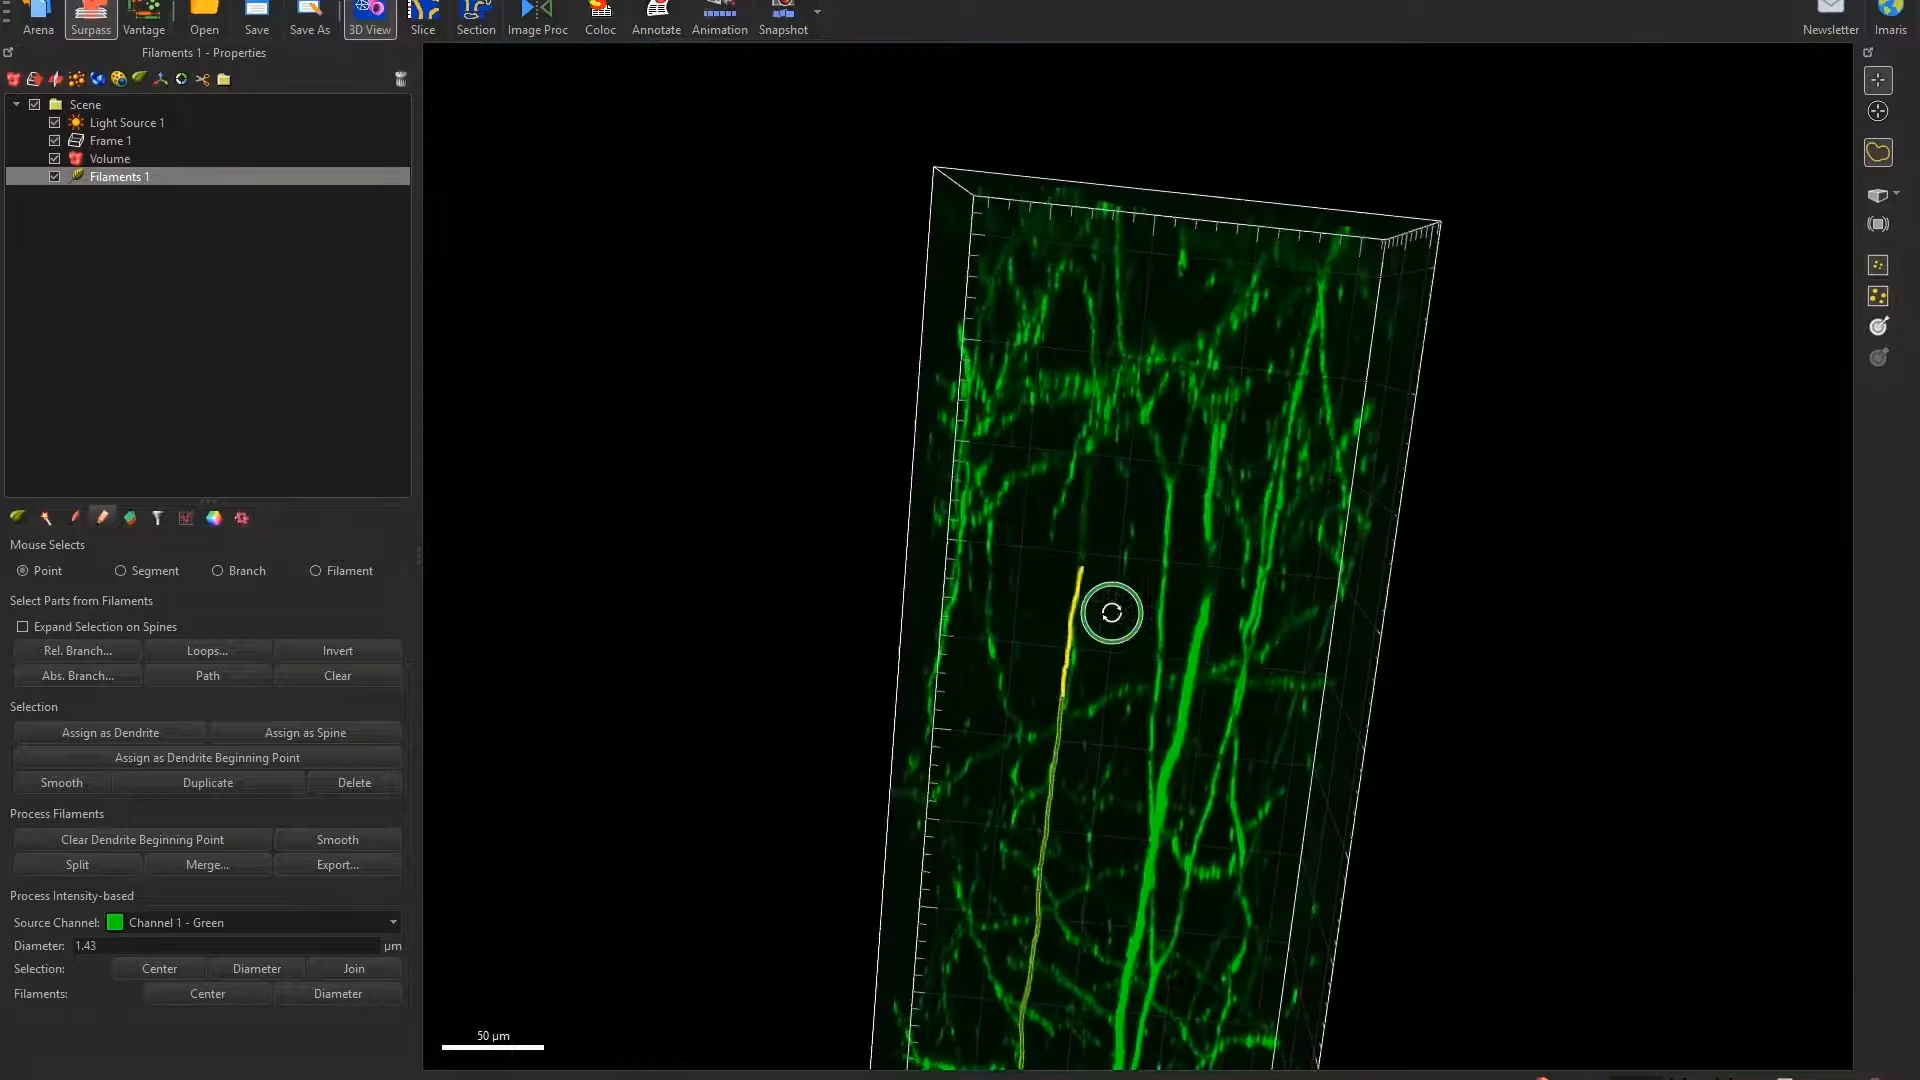 Arena Surpass Vantage Open Save Save As 3D View Slice Section Image Proc Coloc Annotate Animation Snapshot Newsletter Imaris
Filaments 1 - Properties
Scene
Light Source 1
Frame 1
Volume
Filaments 1
Mouse Selects
Point Segment Branch Filament
Select Parts from Filaments
Expand Selection on Spines
Rel. Branch... Loops... Invert
Abs. Branch... Path Clear
Selection
Assign as Dendrite Assign as Spine
Assign as Dendrite Beginning Point
Smooth Duplicate Delete
Process Filaments
Clear Dendrite Beginning Point Smooth
Split Merge... Export...
Process Intensity-based
Source Channel: Channel 1 - Green
Diameter: 1.43 µm
Selection: Center Diameter Join
Filaments: Center Diameter
50 µm